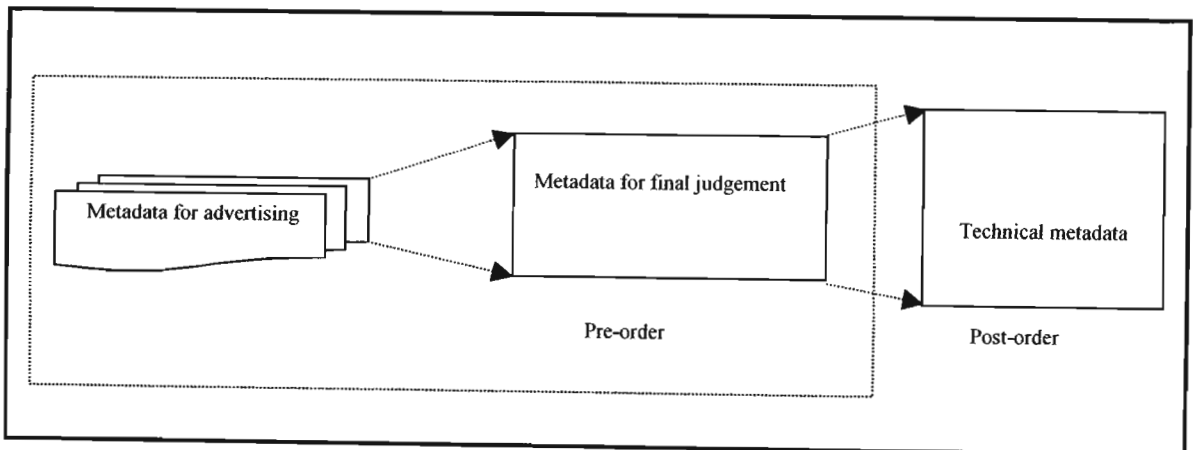 Metadata for advertising
Metadata for final judgement
Technical metadata
Pre-order
Post-order